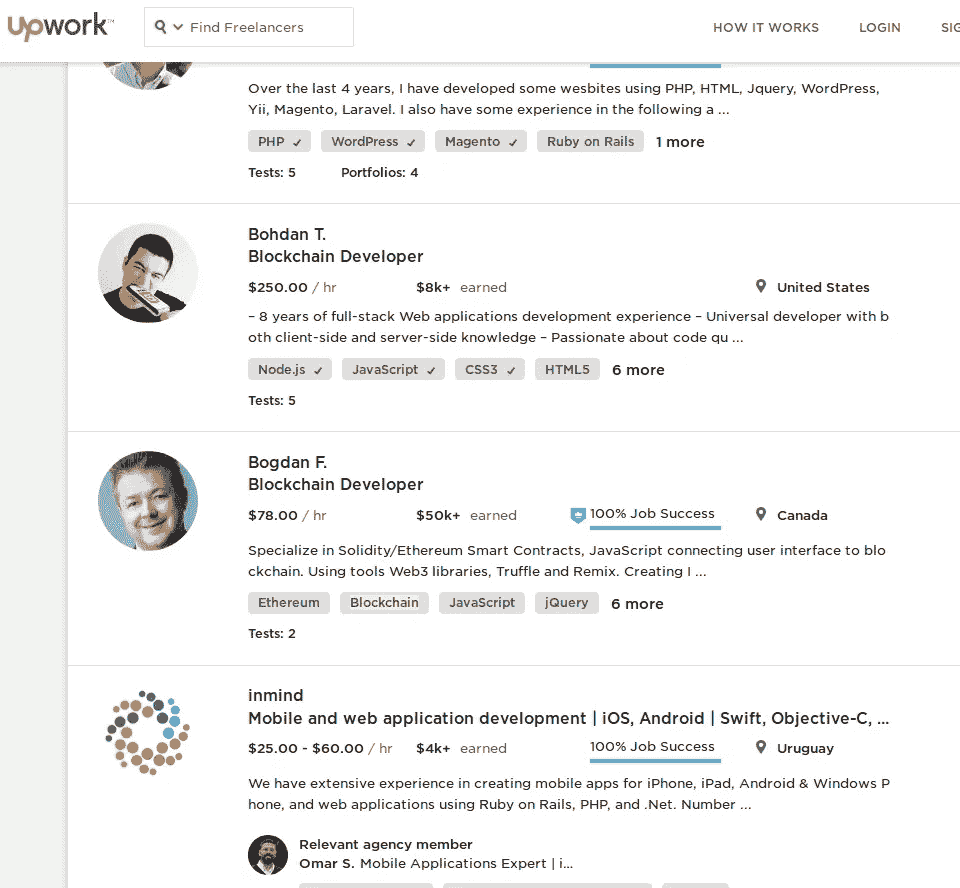 upwork™
Find Freelancers
HOW IT WORKS
LOGIN
SIG
Over the last 4 years, I have developed some wesbites using PHP, HTML, Jquery, WordPress,
Yii, Magento, Laravel. I also have some experience in the following a ...
PHP ✓ WordPress ✓ Magento ✓ Ruby on Rails 1 more
Tests: 5 Portfolios: 4
Bohdan T.
Blockchain Developer
$250.00 / hr $8k+ earned United States
– 8 years of full-stack Web applications development experience – Universal developer with b
oth client-side and server-side knowledge – Passionate about code qu ...
Node.js ✓ JavaScript ✓ CSS3 ✓ HTML5 6 more
Tests: 5
Bogdan F.
Blockchain Developer
$78.00 / hr $50k+ earned 100% Job Success Canada
Specialize in Solidity/Ethereum Smart Contracts, JavaScript connecting user interface to blo
ckchain. Using tools Web3 libraries, Truffle and Remix. Creating I ...
Ethereum Blockchain JavaScript jQuery 6 more
Tests: 2
inmind
Mobile and web application development | iOS, Android | Swift, Objective-C, ...
$25.00 - $60.00 / hr $4k+ earned 100% Job Success Uruguay
We have extensive experience in creating mobile apps for iPhone, iPad, Android & Windows P
hone, and web applications using Ruby on Rails, PHP, and .Net. Number ...
Relevant agency member
Omar S. Mobile Applications Expert | i...